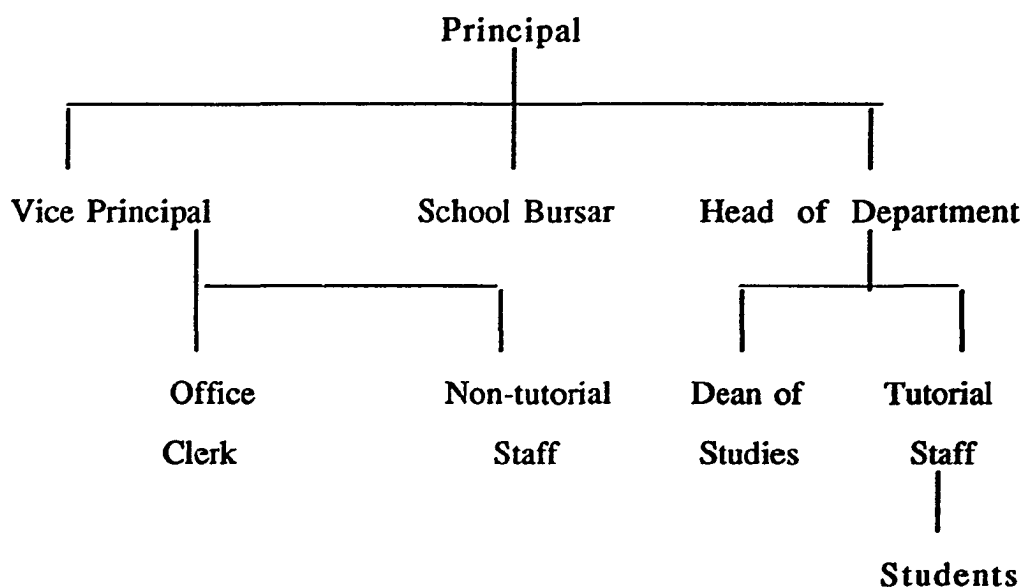 Principal
Vice Principal
School Bursar
Head of Department
Office
Clerk
Non-tutorial
Staff
Dean of
Studies
Tutorial
Staff
Students